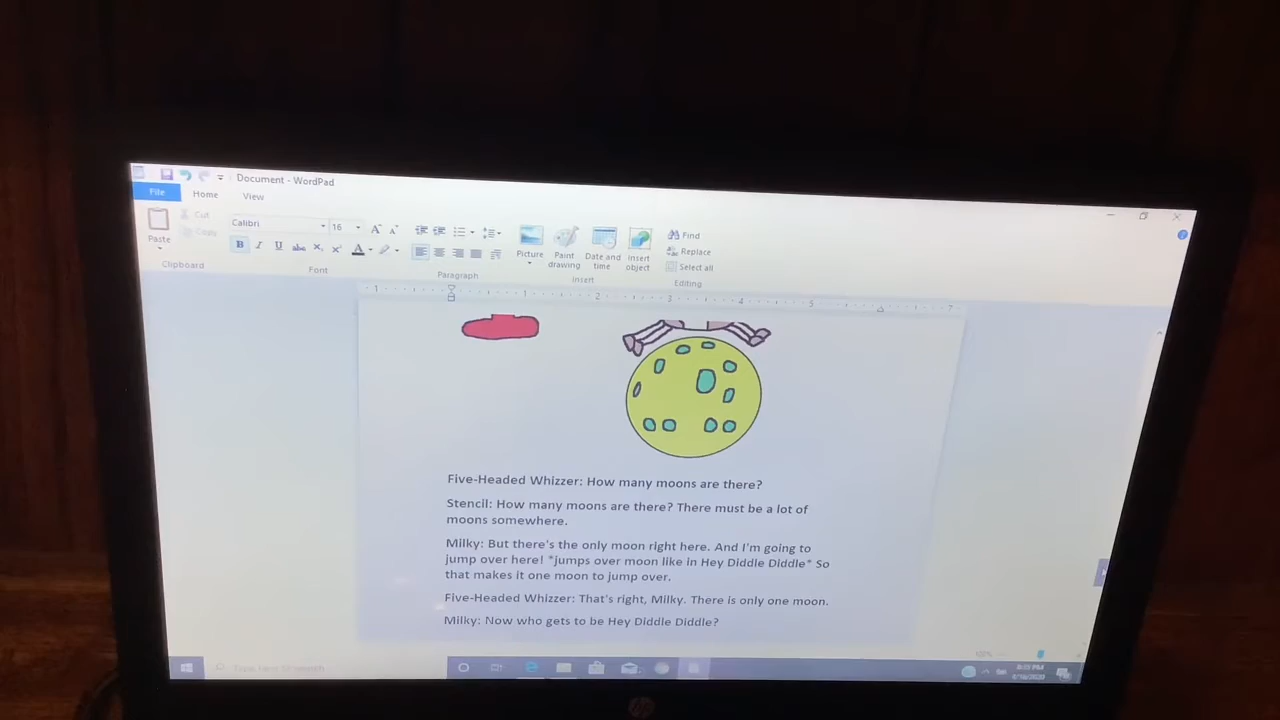 Document - WordPad
File Home View
Paste
Cut
Copy
Clipboard
Calibri 16
Font
Paragraph
Picture
Paint drawing
Date and time
Insert object
Insert
Find
Replace
Select all
Editing
Five-Headed Whizzer: How many moons are there?
Stencil: How many moons are there? There must be a lot of
moons somewhere.
Milky: But there's the only moon right here. And I'm going to
jump over here! *jumps over moon like in Hey Diddle Diddle* So
that makes it one moon to jump over.
Five-Headed Whizzer: That's right, Milky. There is only one moon.
Milky: Now who gets to be Hey Diddle Diddle?
100%